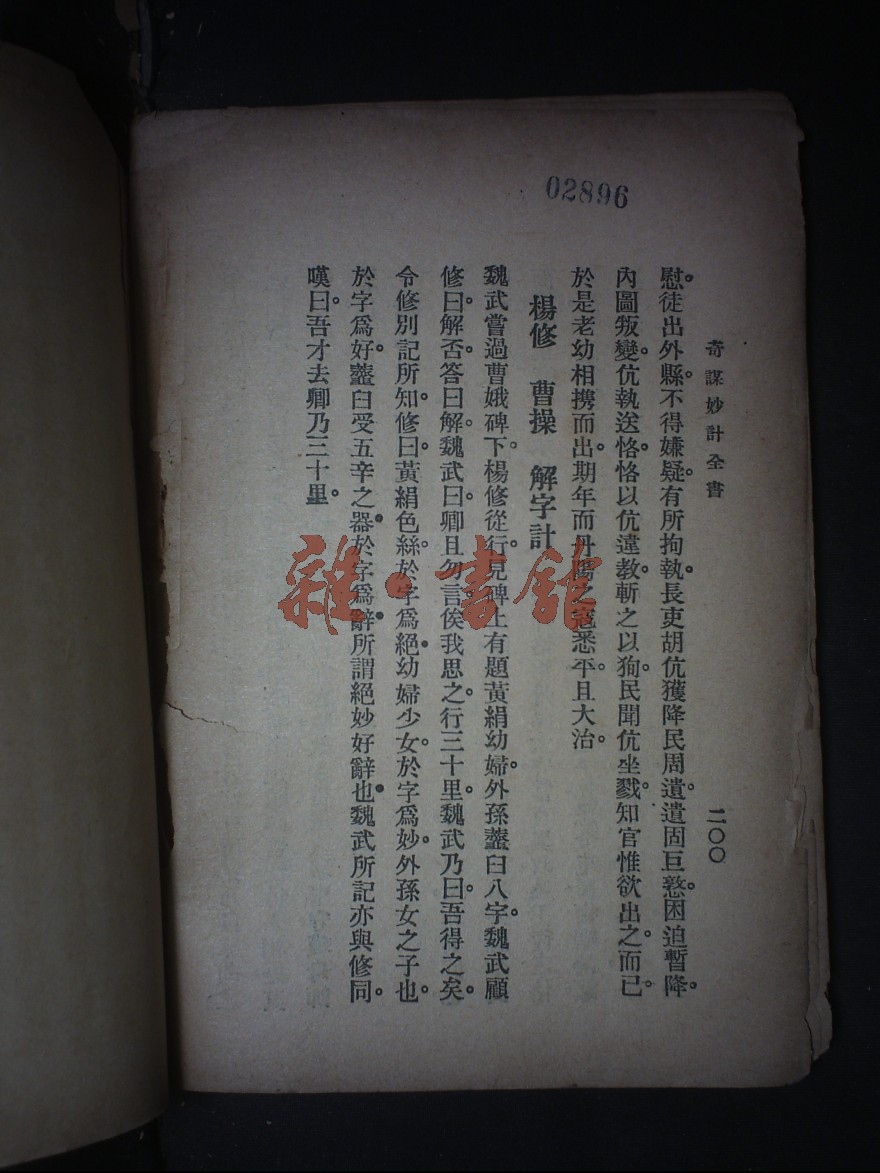 02896
奇謀妙計全書 二〇〇
慰。徒出外縣。不得嫌疑。有所拘執。長吏胡伉獲降民周遺。遺固巨憝。困迫暫降。
內圖叛變。伉執送恪。恪以伉違教。斬之以狥。民聞伉坐戮。知官惟欲出之而已。
於是老幼相携而出。期年而丹陽之寇悉平。且大治。
楊修 曹操 解字計
魏武嘗過曹娥碑下。楊修從行。見碑上有題黃絹幼婦。外孫虀臼八字。魏武顧
修曰。解否。答曰。解。魏武曰。卿且勿言。俟我思之。行三十里。魏武乃曰。吾得之矣。
令修別記所知。修曰。黃絹色絲。於字爲絕。幼婦少女。於字爲妙。外孫女之子也。
於字爲好。虀臼受五辛之器。於字爲辭。所謂絕妙好辭也。魏武所記亦與修同。
嘆曰。吾才去卿乃三十里。
雜·書館